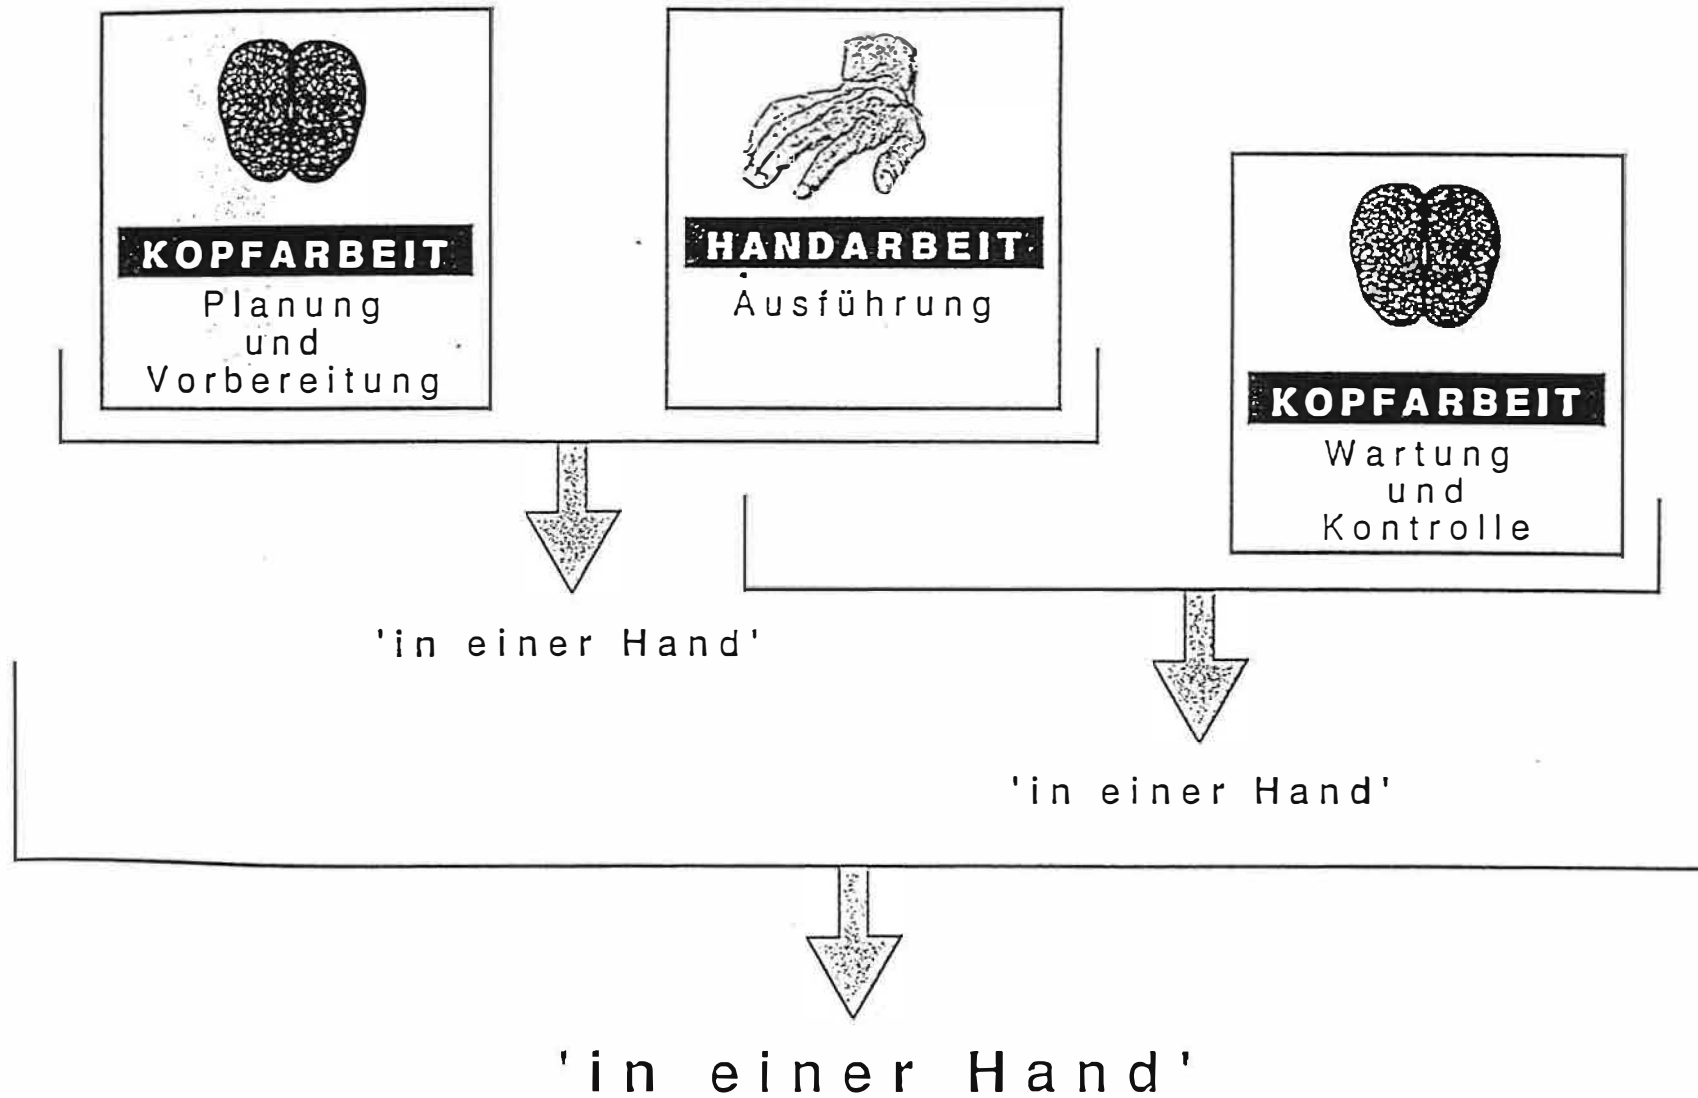 KOPFARBEIT
Planung
und
Vorbereitung
HANDARBEIT
Ausführung
KOPFARBEIT
Wartung
und
Kontrolle
'in einer Hand'
'in einer Hand'
'in einer Hand'